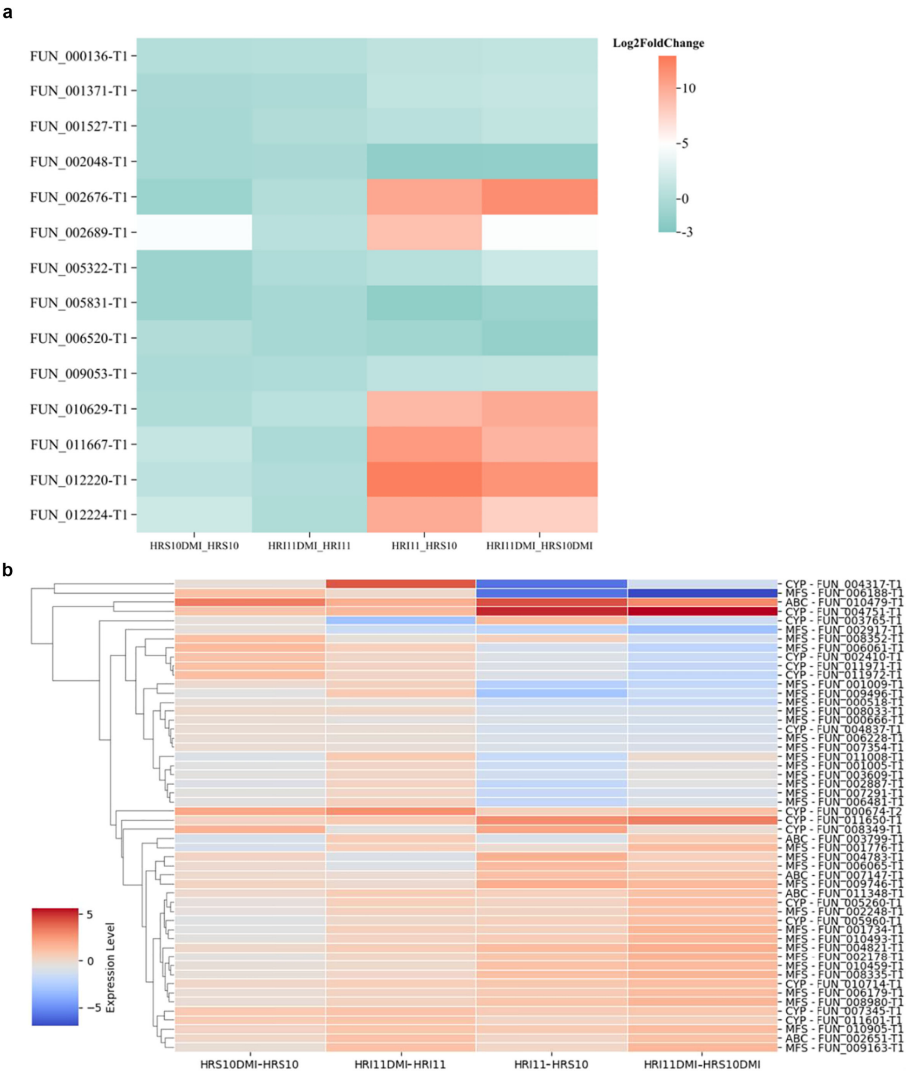 a
Log2FoldChange
FUN_000136-T1
FUN_001371-T1
FUN_001527-T1
FUN_002048-T1
FUN_002676-T1
FUN_002689-T1
FUN_005322-T1
FUN_005831-T1
FUN_006520-T1
FUN_009053-T1
FUN_010629-T1
FUN_011667-T1
FUN_012220-T1
FUN_012224-T1
10
5
0
-3
HRS10DMI_HRS10 HRI11DMI_HRI11 HRI11_HRS10 HRI11DMI_HRS10DMI
b
CYP - FUN_004317-T1
MFS - FUN_006188-T1
ABC - FUN_010479-T1
CYP - FUN_004751-T1
CYP - FUN_003765-T1
MFS - FUN_002917-T1
MFS - FUN_008352-T1
MFS - FUN_006061-T1
CYP - FUN_002410-T1
CYP - FUN_011971-T1
CYP - FUN_011972-T1
MFS - FUN_001009-T1
MFS - FUN_009496-T1
MFS - FUN_000518-T1
MFS - FUN_008033-T1
MFS - FUN_000666-T1
CYP - FUN_004837-T1
MFS - FUN_006228-T1
MFS - FUN_007354-T1
MFS - FUN_011008-T1
MFS - FUN_001005-T1
MFS - FUN_003609-T1
MFS - FUN_002887-T1
MFS - FUN_007291-T1
MFS - FUN_006481-T1
CYP - FUN_000674-T2
CYP - FUN_011650-T1
CYP - FUN_008349-T1
ABC - FUN_003799-T1
MFS - FUN_001776-T1
MFS - FUN_004783-T1
MFS - FUN_006065-T1
ABC - FUN_007147-T1
MFS - FUN_009746-T1
ABC - FUN_011348-T1
CYP - FUN_005260-T1
MFS - FUN_002248-T1
CYP - FUN_005960-T1
MFS - FUN_001734-T1
MFS - FUN_010493-T1
MFS - FUN_004821-T1
MFS - FUN_002178-T1
MFS - FUN_010459-T1
MFS - FUN_008335-T1
CYP - FUN_010714-T1
MFS - FUN_006179-T1
MFS - FUN_008980-T1
CYP - FUN_007345-T1
CYP - FUN_011601-T1
MFS - FUN_010905-T1
ABC - FUN_002651-T1
MFS - FUN_009163-T1
5
0
−5
Expression Level
HRS10DMI-HRS10 HRI11DMI-HRI11 HRI11-HRS10 HRI11DMI-HRS10DMI